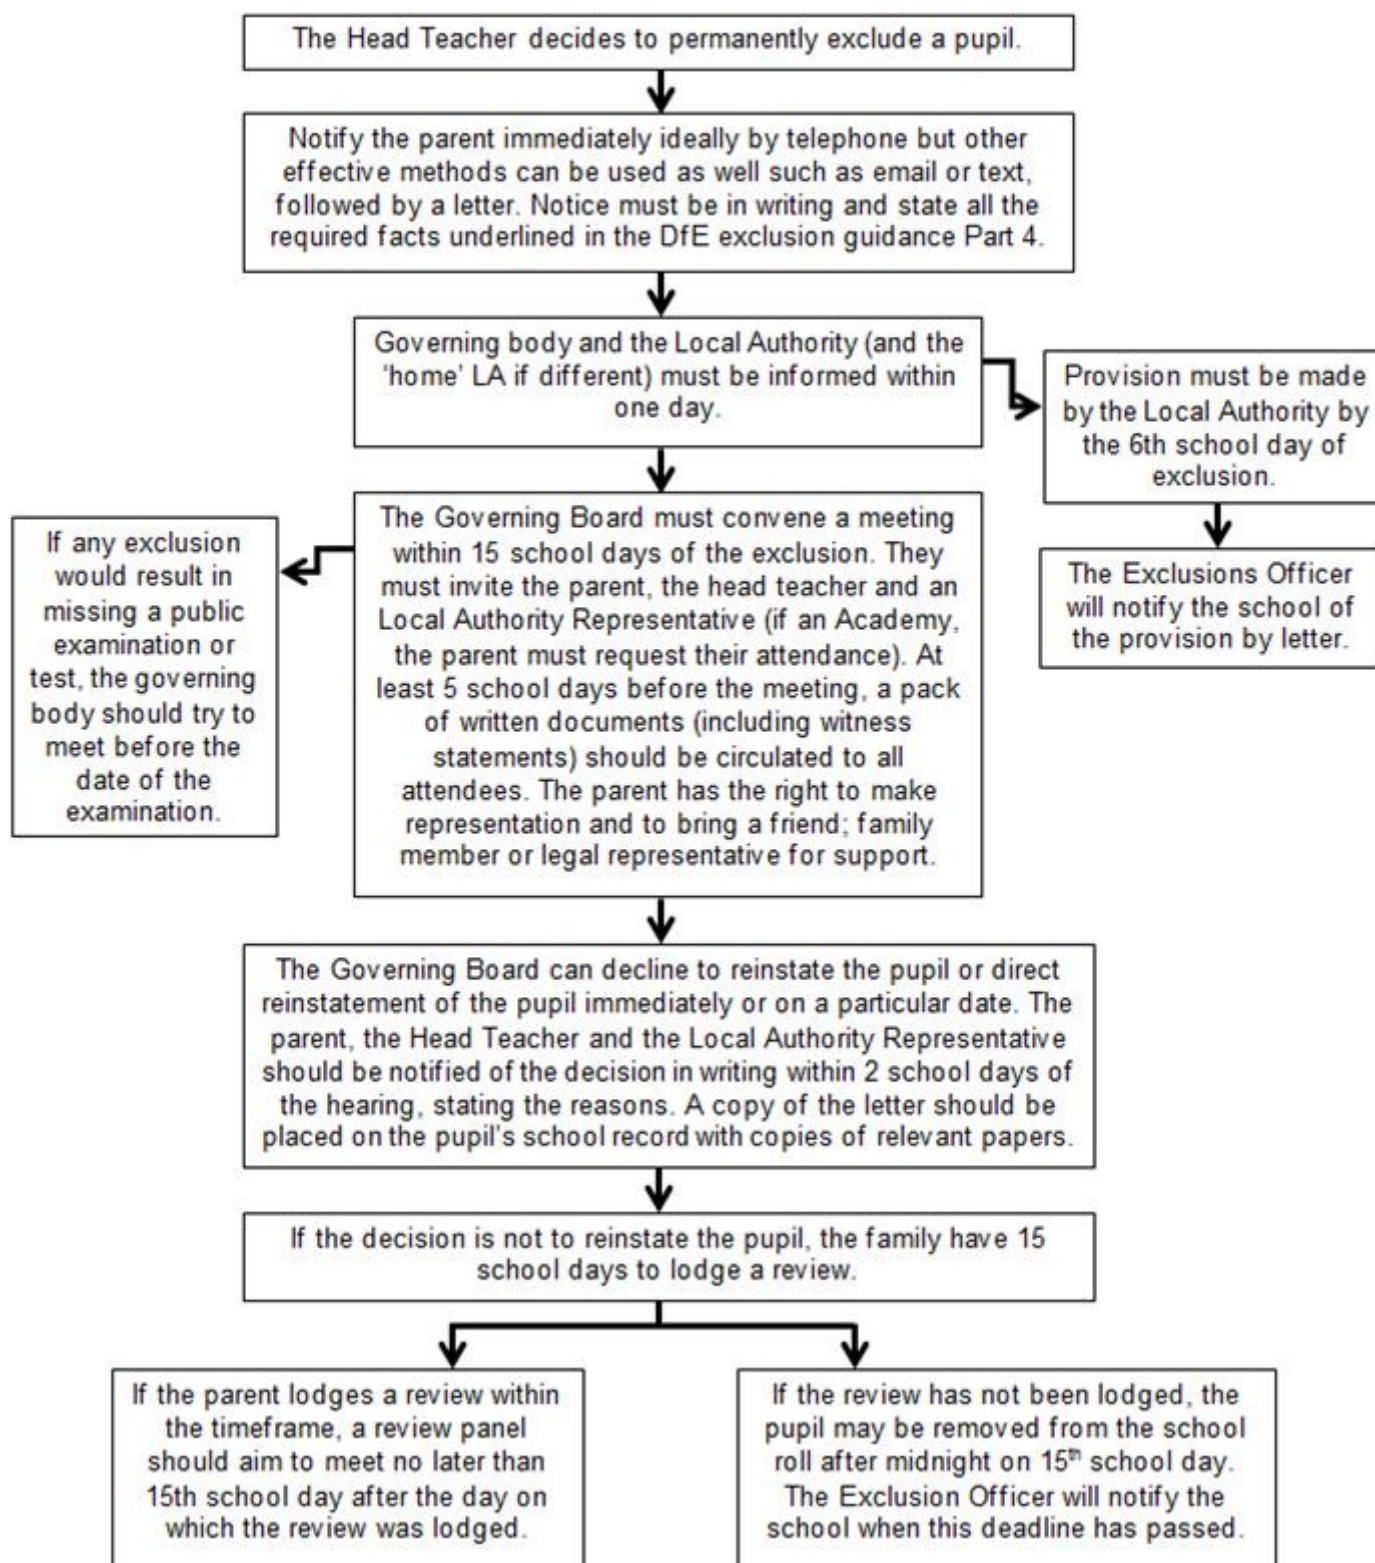 The Head Teacher decides to permanently exclude a pupil.
Notify the parent immediately ideally by telephone but other
effective methods can be used as well such as email or text,
followed by a letter. Notice must be in writing and state all the
required facts underlined in the DfE exclusion guidance Part 4.
Governing body and the Local Authority (and the
‘home’ LA if different) must be informed within
one day.
Provision must be made
by the Local Authority by
the 6th school day of
exclusion.
The Exclusions Officer
will notify the school of
the provision by letter.
The Governing Board must convene a meeting
within 15 school days of the exclusion. They
must invite the parent, the head teacher and an
Local Authority Representative (if an Academy,
the parent must request their attendance). At
least 5 school days before the meeting, a pack
of written documents (including witness
statements) should be circulated to all
attendees. The parent has the right to make
representation and to bring a friend; family
member or legal representative for support.
If any exclusion
would result in
missing a public
examination or
test, the governing
body should try to
meet before the
date of the
examination.
The Governing Board can decline to reinstate the pupil or direct
reinstatement of the pupil immediately or on a particular date. The
parent, the Head Teacher and the Local Authority Representative
should be notified of the decision in writing within 2 school days of
the hearing, stating the reasons. A copy of the letter should be
placed on the pupil’s school record with copies of relevant papers.
If the decision is not to reinstate the pupil, the family have 15
school days to lodge a review.
If the parent lodges a review within
the timeframe, a review panel
should aim to meet no later than
15th school day after the day on
which the review was lodged.
If the review has not been lodged, the
pupil may be removed from the school
roll after midnight on 15th school day.
The Exclusion Officer will notify the
school when this deadline has passed.